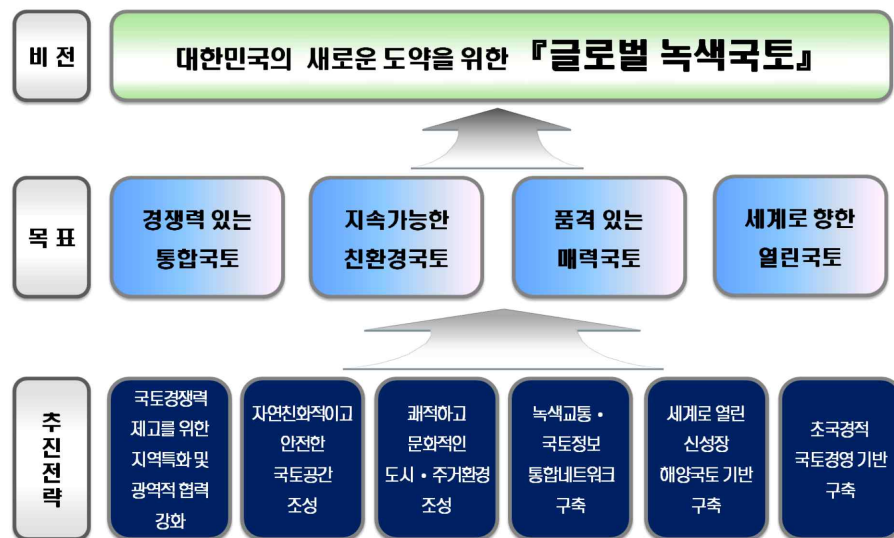 비 전
대한민국의 새로운 도약을 위한 『글로벌 녹색국토』
목 표
경쟁력 있는
통합국토
지속가능한
친환경국토
품격 있는
매력국토
세계로 향한
열린국토
추진전략
국토경쟁력
제고를 위한
지역특화 및
광역적 협력
강화
자연친화적이고
안전한
국토공간
조성
쾌적하고
문화적인
도시・주거환경
조성
녹색교통・
국토정보
통합네트워크
구축
세계로 열린
신성장
해양국토 기반
구축
초국경적
국토경영 기반
구축